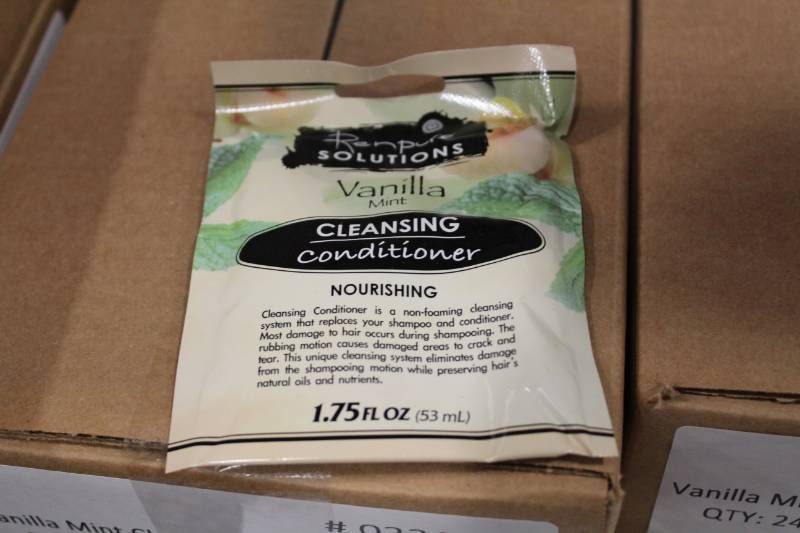 Renpure
SOLUTIONS
Vanilla
Mint
CLEANSING
Conditioner
NOURISHING
Cleansing Conditioner is a non-foaming cleansing
system that replaces your shampoo and conditioner.
Most damage to hair occurs during shampooing. The
rubbing motion causes damaged areas to crack and
tear. This unique cleansing system eliminates damage
from the shampooing motion while preserving hair's
natural oils and nutrients.
1.75 FL OZ (53 mL)
Mint
#
Vanilla
QTY: 24